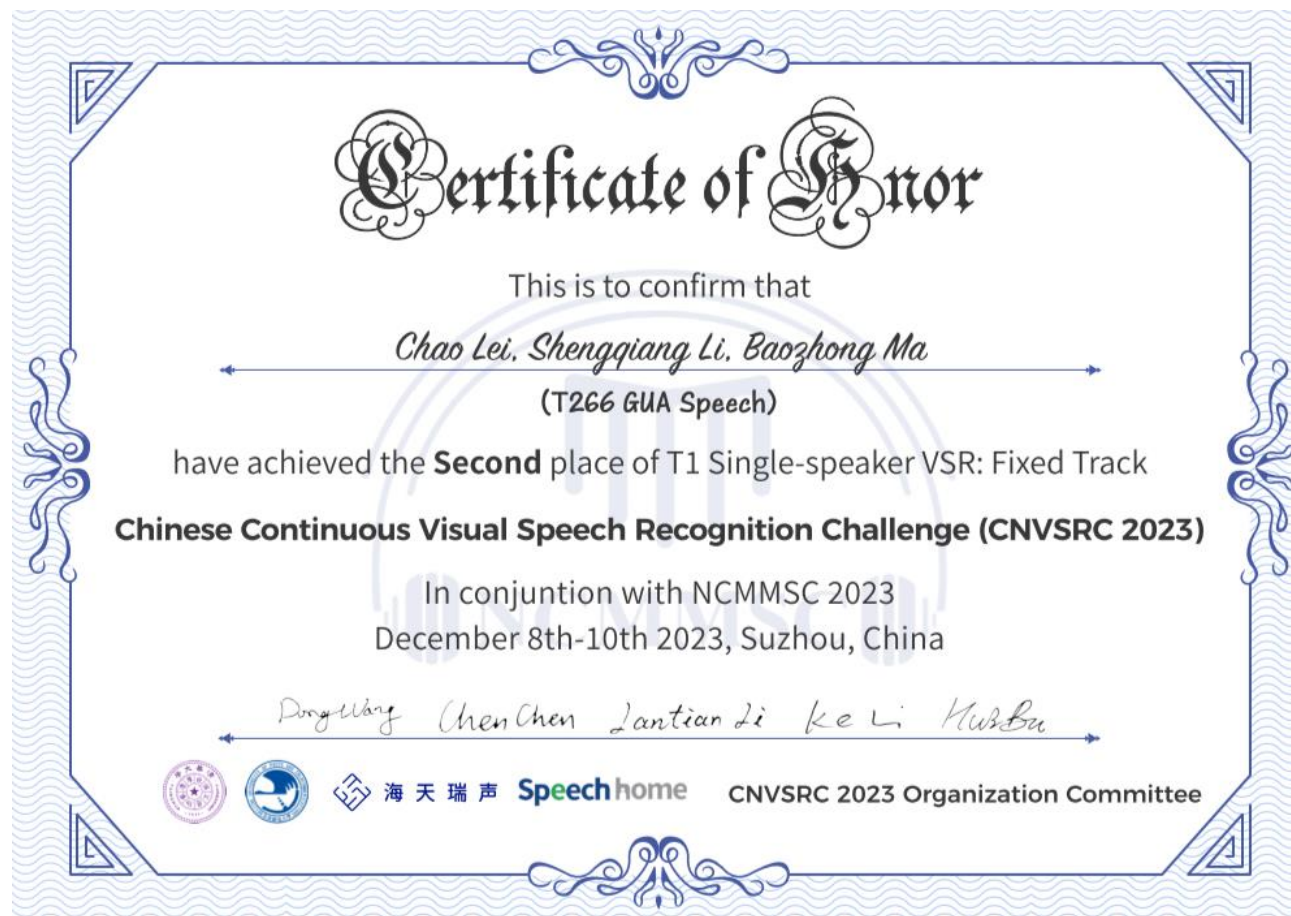 Certificate of Hnor
This is to confirm that
Chao Lei, Shengqiang Li, Baozhong Ma
(T266 GUA Speech)
have achieved the Second place of T1 Single-speaker VSR: Fixed Track
Chinese Continuous Visual Speech Recognition Challenge (CNVSRC 2023)
In conjuntion with NCMMSC 2023
December 8th-10th 2023, Suzhou, China
NCMMSC
Dong Wang Chen Chen Lantian Li Ke Li Hui Bu
海天瑞声 Speechhome CNVSRC 2023 Organization Committee